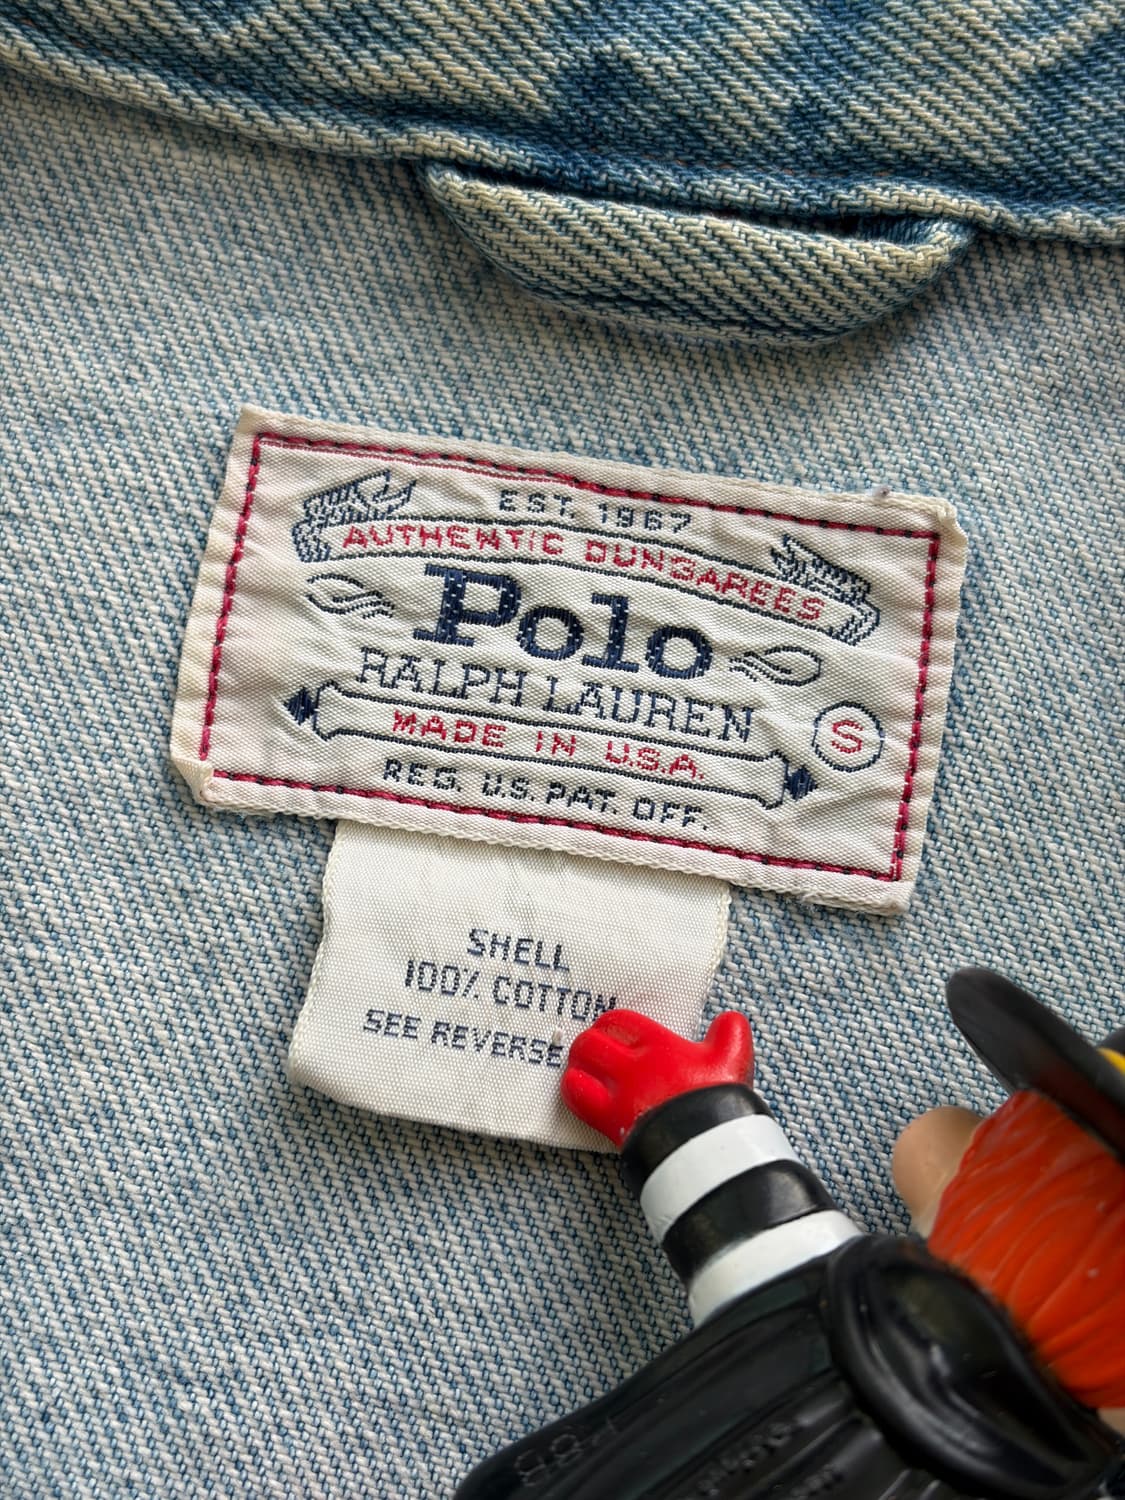 EST. 1967
AUTHENTIC DUNGAREES
Polo
RALPH LAUREN
MADE IN U.S.A.
S
REG. U.S. PAT. OFF.
SHELL
100% COTTON
SEE REVERSE